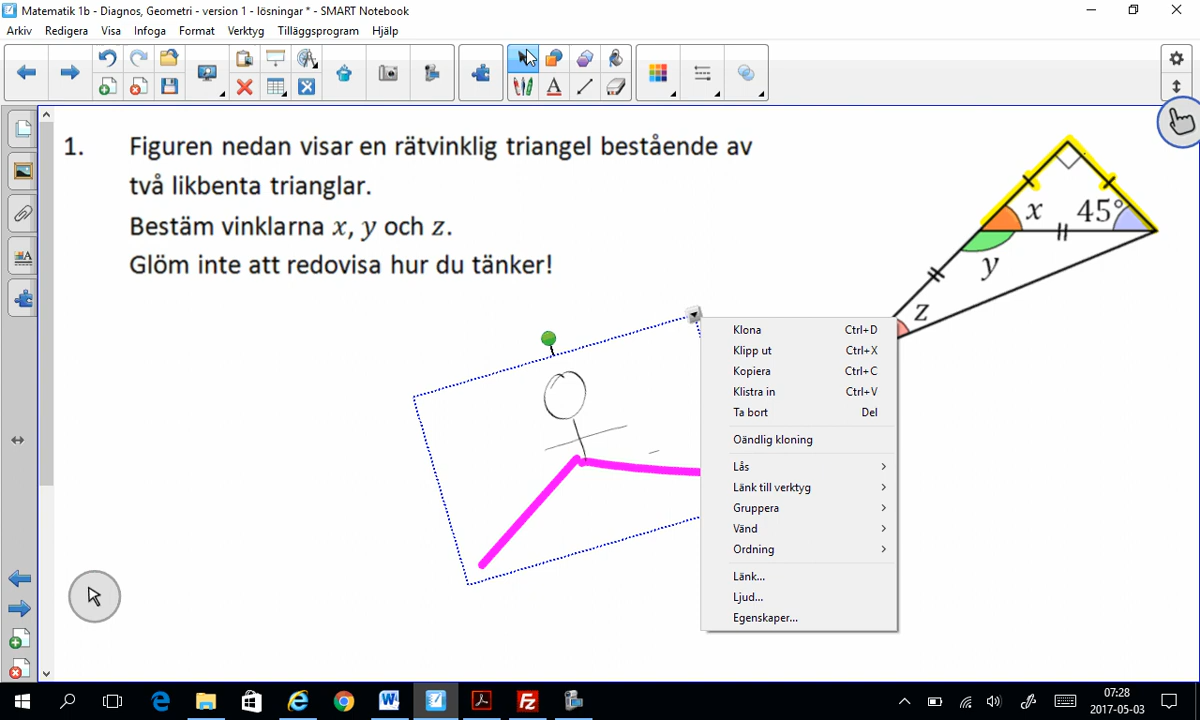 Matematik 1b - Diagnos, Geometri - version 1 - lösningar * - SMART Notebook
Arkiv Redigera Visa Infoga Format Verktyg Tilläggsprogram Hjälp
1. Figuren nedan visar en rätvinklig triangel bestående av
två likbenta trianglar.
Bestäm vinklarna x, y och z.
Glöm inte att redovisa hur du tänker!
x 45°
y
z
Klona Ctrl+D
Klipp ut Ctrl+X
Kopiera Ctrl+C
Klistra in Ctrl+V
Ta bort Del
Oändlig kloning
Lås
Länk till verktyg
Gruppera
Vänd
Ordning
Länk...
Ljud...
Egenskaper...
07:28
2017-05-03